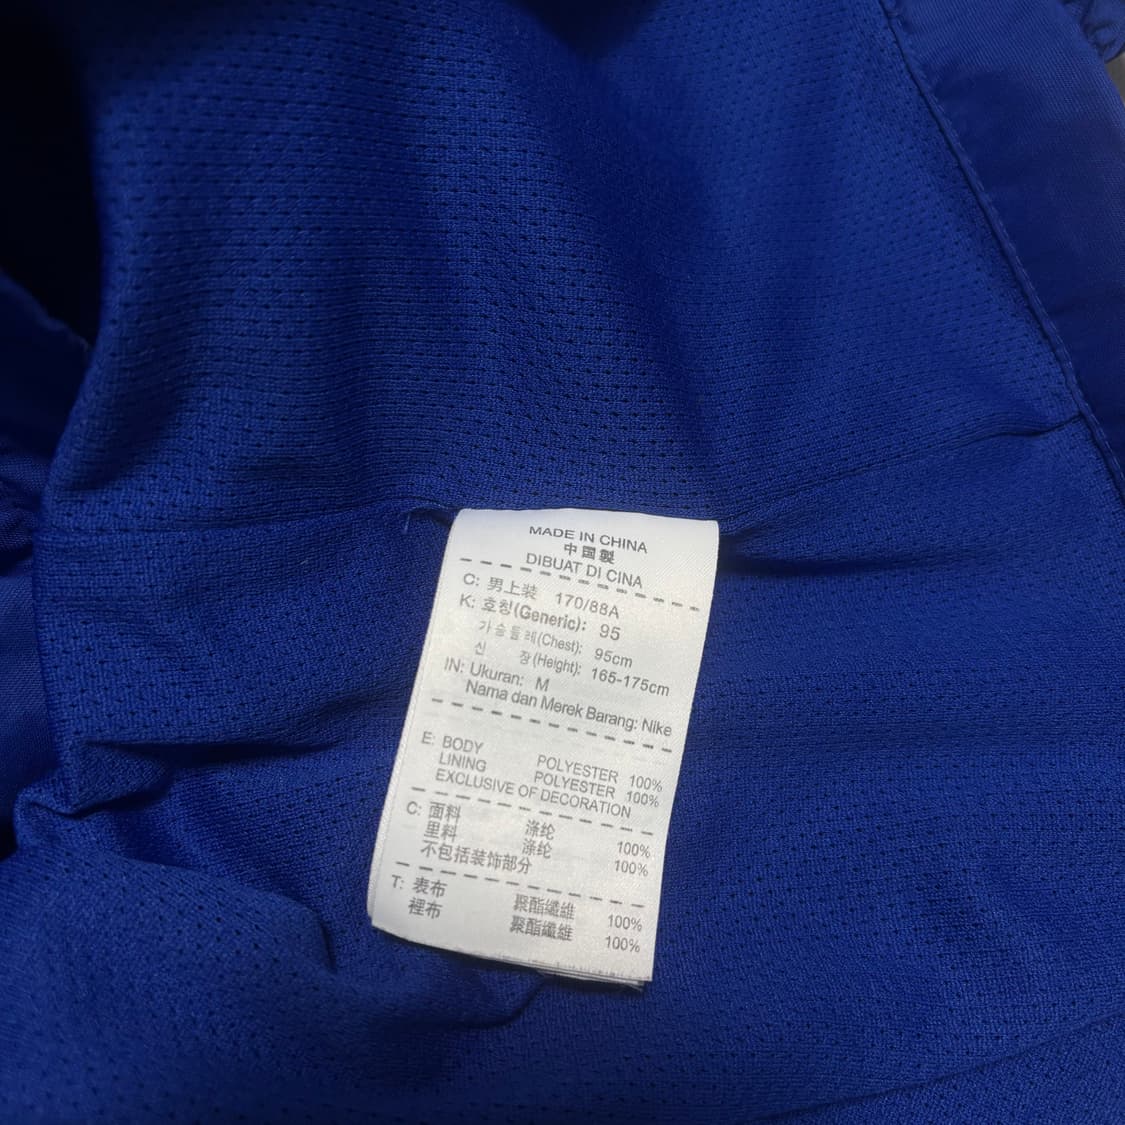 MADE IN CHINA
中国製
DIBUAT DI CINA
C: 男上装 170/88A
K: 호칭(Generic): 95
가슴둘레(Chest): 95cm
신 장(Height): 165-175cm
IN: Ukuran: M
Nama dan Merek Barang: Nike
E: BODY POLYESTER 100%
LINING POLYESTER 100%
EXCLUSIVE OF DECORATION
C: 面料 涤纶 100%
里料 涤纶 100%
不包括装饰部分
T: 表布 聚酯纖維 100%
裡布 聚酯纖維 100%